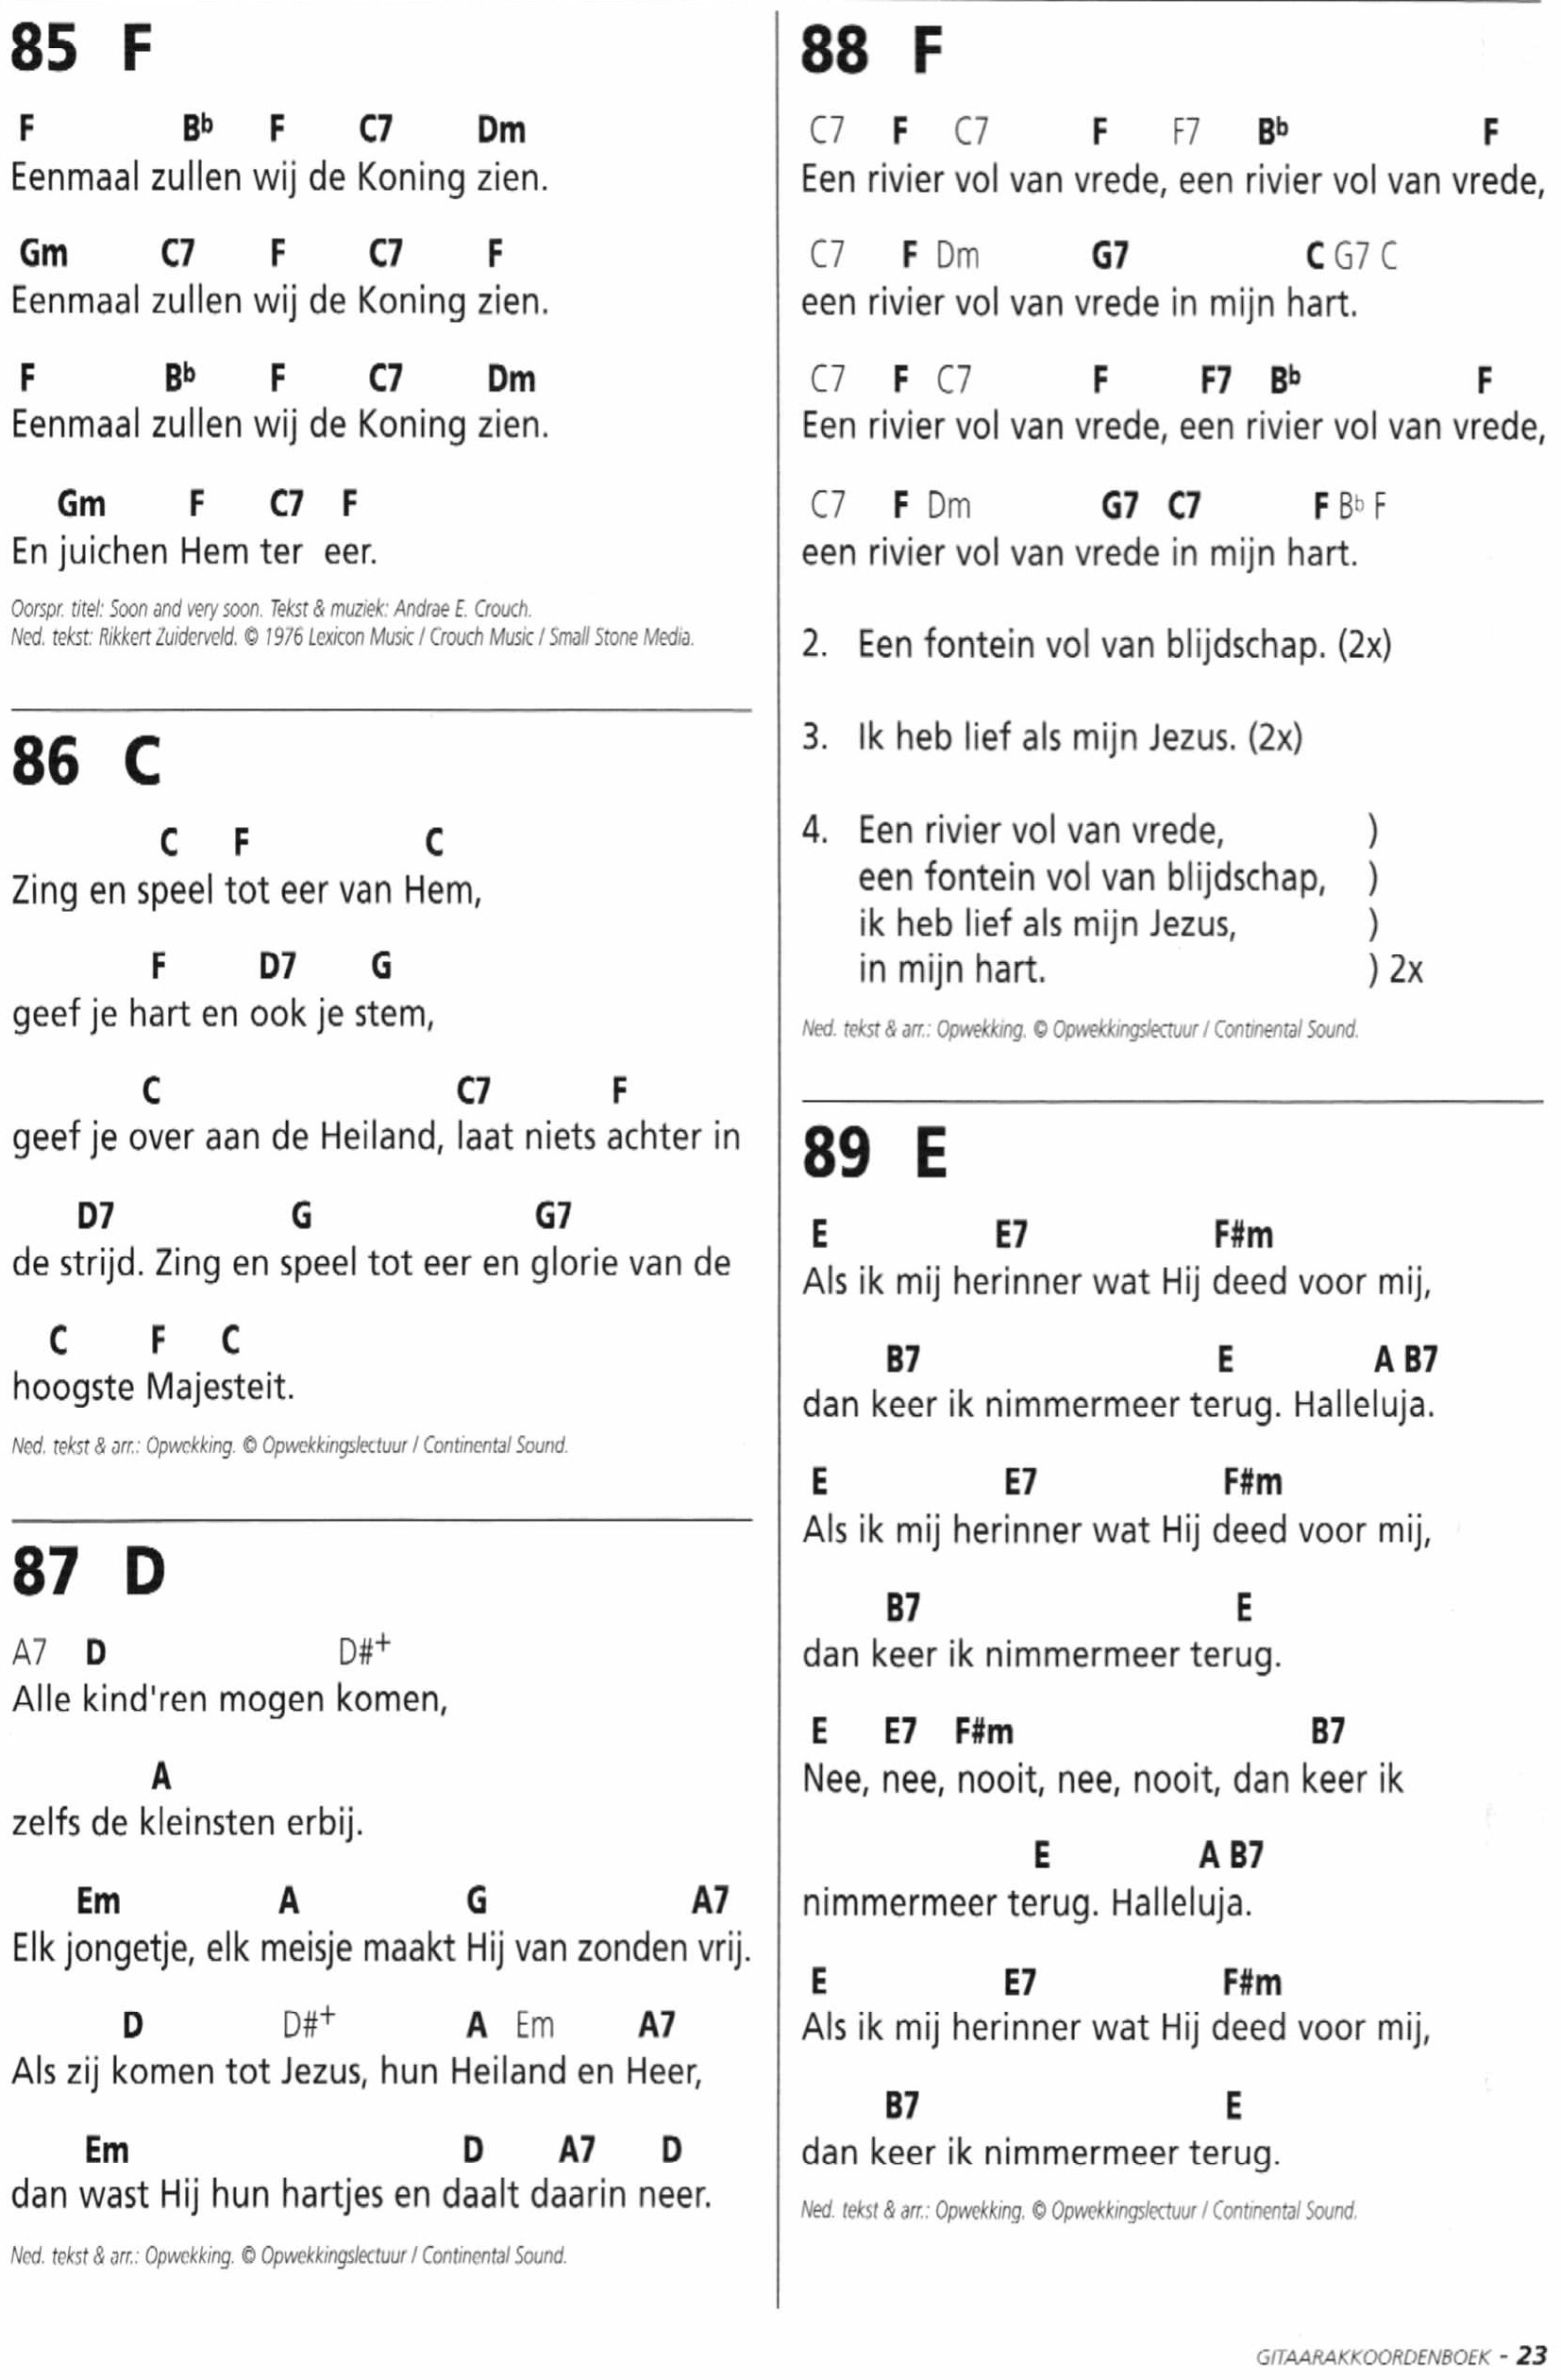 85 F
F Bb F C7 Dm
Eenmaal zullen wij de Koning zien.
Gm C7 F C7 F
Eenmaal zullen wij de Koning zien.
F Bb F C7 Dm
Eenmaal zullen wij de Koning zien.
Gm F C7 F
En juichen Hem ter eer.
Oorspr. titel: Soon and very soon. Tekst & muziek: Andrae E. Crouch.
Ned. tekst: Rikkert Zuiderveld. © 1976 Lexicon Music / Crouch Music / Small Stone Media.
86 C
C F C
Zing en speel tot eer van Hem,
F D7 G
geef je hart en ook je stem,
C C7 F
geef je over aan de Heiland, laat niets achter in
D7 G G7
de strijd. Zing en speel tot eer en glorie van de
C F C
hoogste Majesteit.
Ned. tekst & arr.: Opwekking. © Opwekkingslectuur / Continental Sound.
87 D
A7 D D#+
Alle kind'ren mogen komen,
A
zelfs de kleinsten erbij.
Em A G A7
Elk jongetje, elk meisje maakt Hij van zonden vrij.
D D#+ A Em A7
Als zij komen tot Jezus, hun Heiland en Heer,
Em D A7 D
dan wast Hij hun hartjes en daalt daarin neer.
Ned. tekst & arr.: Opwekking. © Opwekkingslectuur / Continental Sound.
88 F
C7 F C7 F F7 Bb F
Een rivier vol van vrede, een rivier vol van vrede,
C7 F Dm G7 C G7 C
een rivier vol van vrede in mijn hart.
C7 F C7 F F7 Bb F
Een rivier vol van vrede, een rivier vol van vrede,
C7 F Dm G7 C7 F Bb F
een rivier vol van vrede in mijn hart.
2. Een fontein vol van blijdschap. (2x)
3. Ik heb lief als mijn Jezus. (2x)
4. Een rivier vol van vrede, )
een fontein vol van blijdschap, )
ik heb lief als mijn Jezus, )
in mijn hart. ) 2x
Ned. tekst & arr.: Opwekking. © Opwekkingslectuur / Continental Sound.
89 E
E E7 F#m
Als ik mij herinner wat Hij deed voor mij,
B7 E A B7
dan keer ik nimmermeer terug. Halleluja.
E E7 F#m
Als ik mij herinner wat Hij deed voor mij,
B7 E
dan keer ik nimmermeer terug.
E E7 F#m B7
Nee, nee, nooit, nee, nooit, dan keer ik
E A B7
nimmermeer terug. Halleluja.
E E7 F#m
Als ik mij herinner wat Hij deed voor mij,
B7 E
dan keer ik nimmermeer terug.
Ned. tekst & arr.: Opwekking. © Opwekkingslectuur / Continental Sound.
GITAARAKKOORDENBOEK - 23